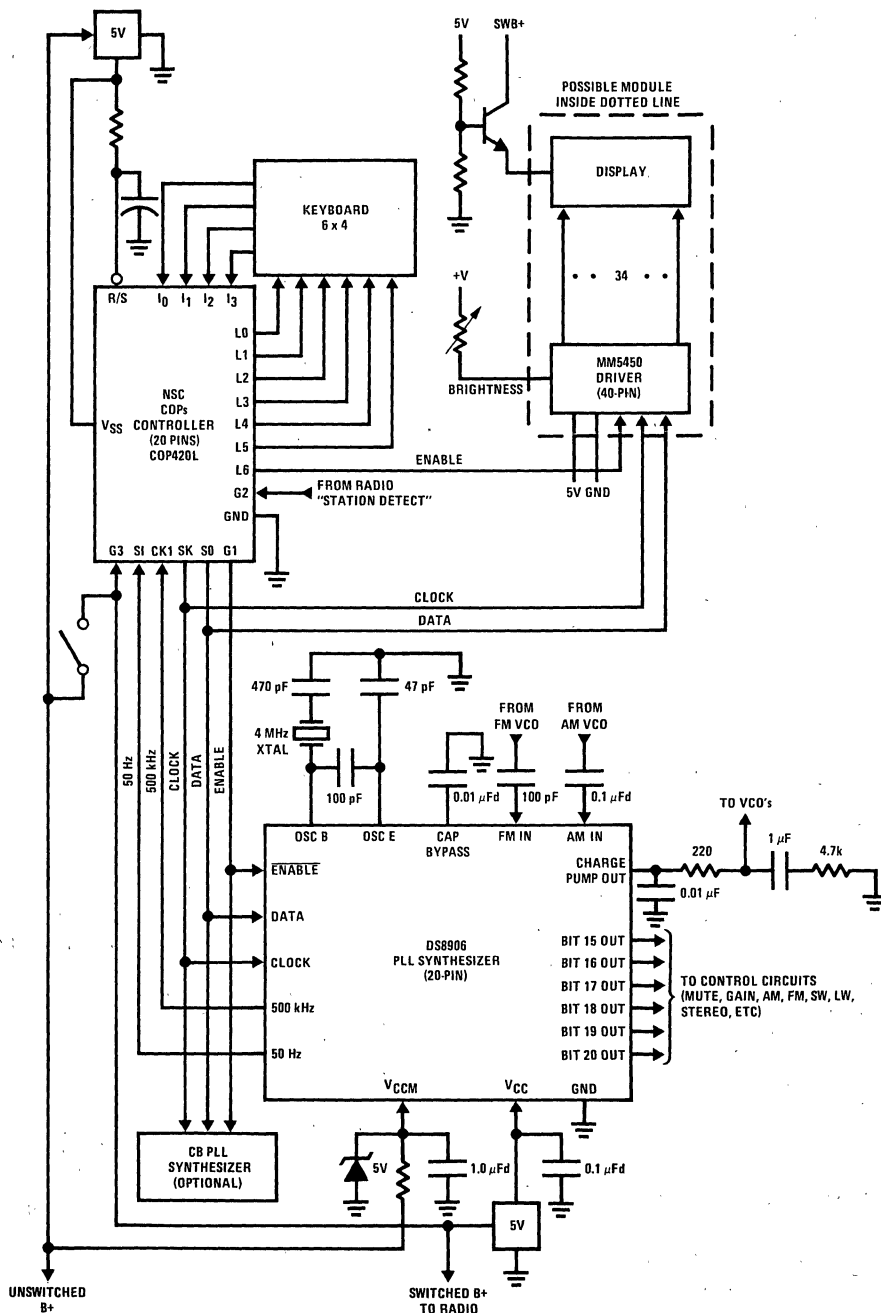 5V
5V
SWB+
POSSIBLE MODULE
INSIDE DOTTED LINE
DISPLAY
KEYBOARD
6 x 4
34
+V
R/S
I0
I1
I2
I3
L0
L1
L2
L3
L4
L5
L6
G2
GND
NSC
COPs
CONTROLLER
(20 PINS)
COP420L
VSS
BRIGHTNESS
MM5450
DRIVER
(40-PIN)
ENABLE
FROM RADIO
"STATION DETECT"
5V GND
G3
SI
CK1
SK
S0
G1
CLOCK
DATA
470 pF
47 pF
4 MHz
XTAL
100 pF
FROM
FM VCO
FROM
AM VCO
0.01 µFd
100 pF
0.1 µFd
50 Hz
500 kHz
CLOCK
DATA
ENABLE
TO VCO's
OSC B
OSC E
CAP
BYPASS
FM IN
AM IN
1 µF
220
4.7k
CHARGE
PUMP OUT
0.01 µF
ENABLE
DATA
CLOCK
500 kHz
50 Hz
DS8906
PLL SYNTHESIZER
(20-PIN)
BIT 15 OUT
BIT 16 OUT
BIT 17 OUT
BIT 18 OUT
BIT 19 OUT
BIT 20 OUT
TO CONTROL CIRCUITS
(MUTE, GAIN, AM, FM, SW, LW,
STEREO, ETC)
VCCM
VCC
GND
CB PLL
SYNTHESIZER
(OPTIONAL)
5V
1.0 µFd
0.1 µFd
5V
UNSWITCHED
B+
SWITCHED B+
TO RADIO